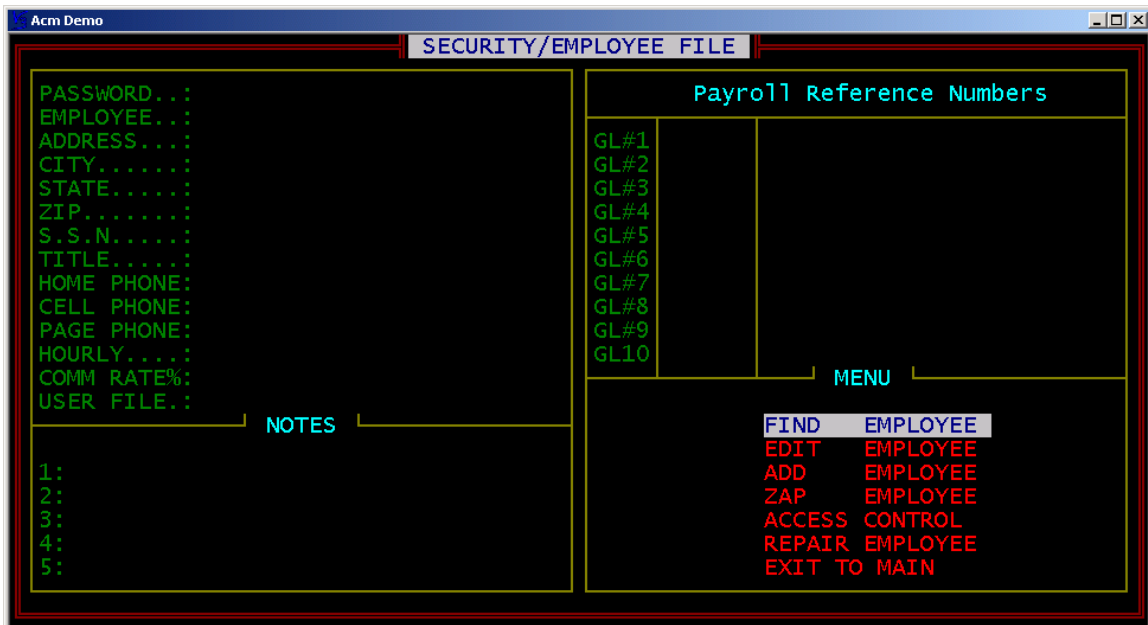 Acm Demo
SECURITY/EMPLOYEE FILE
PASSWORD..:
EMPLOYEE..:
ADDRESS...:
CITY......:
STATE.....:
ZIP.......:
S.S.N.....:
TITLE.....:
HOME PHONE:
CELL PHONE:
PAGE PHONE:
HOURLY....:
COMM RATE%:
USER FILE.:
NOTES
1:
2:
3:
4:
5:
Payroll Reference Numbers
GL#1
GL#2
GL#3
GL#4
GL#5
GL#6
GL#7
GL#8
GL#9
GL10
MENU
FIND EMPLOYEE
EDIT EMPLOYEE
ADD EMPLOYEE
ZAP EMPLOYEE
ACCESS CONTROL
REPAIR EMPLOYEE
EXIT TO MAIN